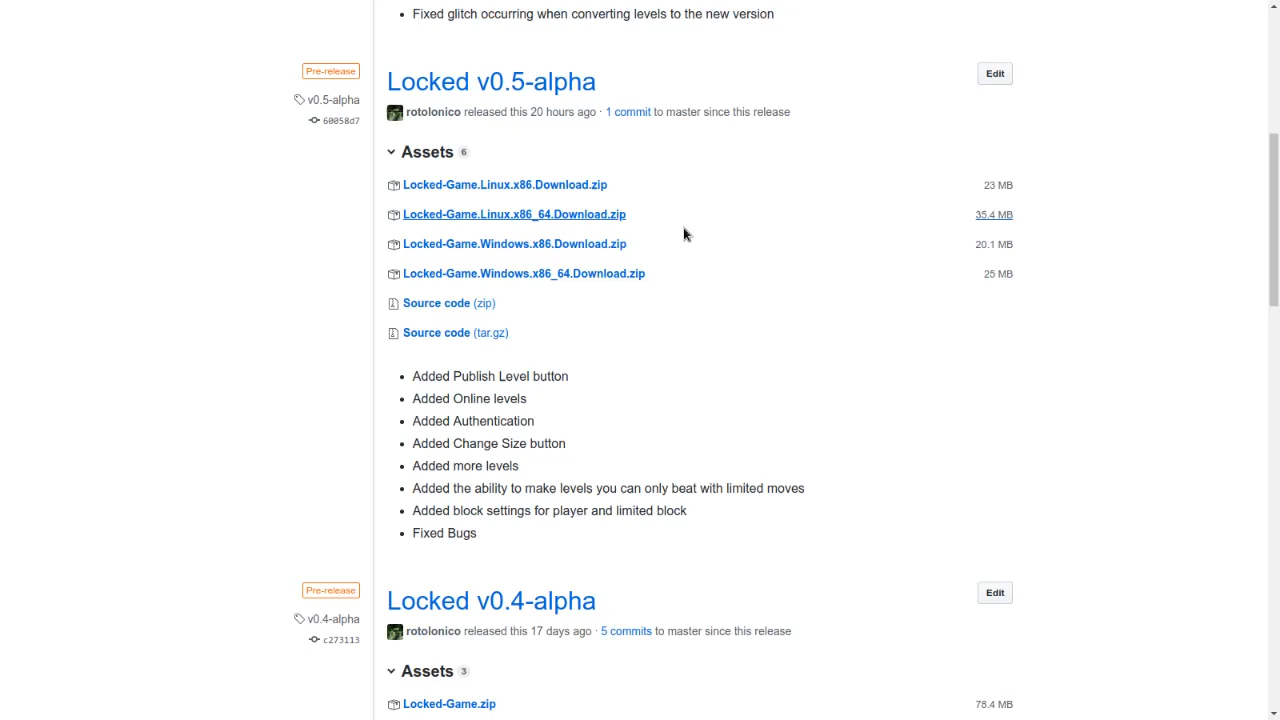 Fixed glitch occurring when converting levels to the new version
Pre-release
Locked v0.5-alpha
Edit
v0.5-alpha
rotolonico released this 20 hours ago · 1 commit to master since this release
60058d7
Assets 6
Locked-Game.Linux.x86.Download.zip 23 MB
Locked-Game.Linux.x86_64.Download.zip 35.4 MB
Locked-Game.Windows.x86.Download.zip 20.1 MB
Locked-Game.Windows.x86_64.Download.zip 25 MB
Source code (zip)
Source code (tar.gz)
Added Publish Level button
Added Online levels
Added Authentication
Added Change Size button
Added more levels
Added the ability to make levels you can only beat with limited moves
Added block settings for player and limited block
Fixed Bugs
Pre-release
Locked v0.4-alpha
Edit
v0.4-alpha
rotolonico released this 17 days ago · 5 commits to master since this release
c273113
Assets 3
Locked-Game.zip 78.4 MB